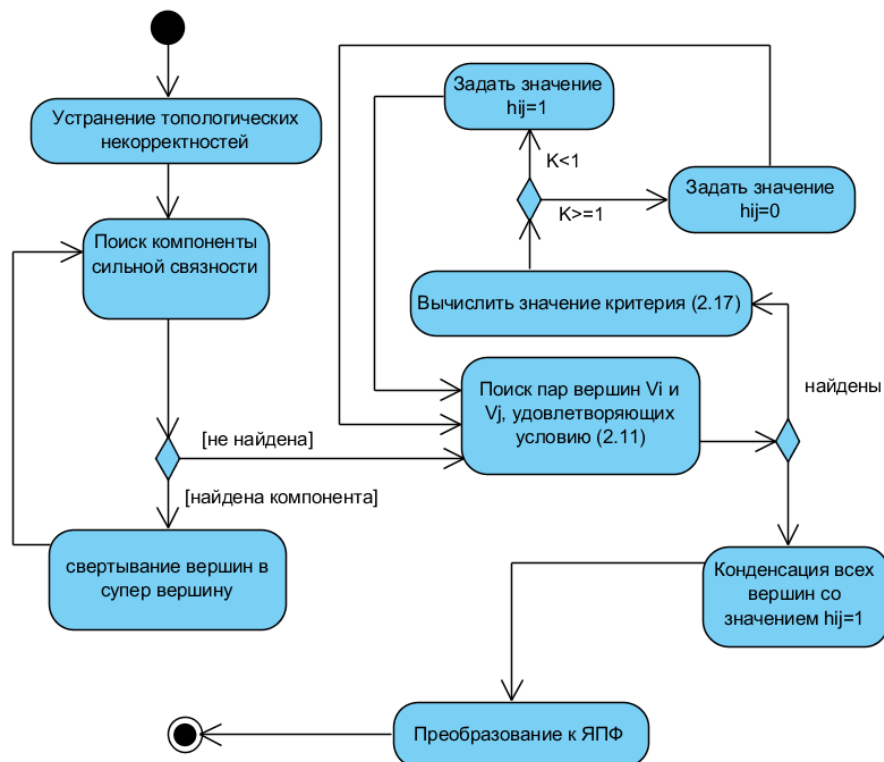 Устранение топологических
некорректностей
Поиск компоненты
сильной связности
[не найдена]
[найдена компонента]
свертывание вершин в
супер вершину
Задать значение
hij=1
K<1
K>=1
Задать значение
hij=0
Вычислить значение критерия (2.17)
Поиск пар вершин Vi и
Vj, удовлетворяющих
условию (2.11)
найдены
Конденсация всех
вершин со
значением hij=1
Преобразование к ЯПФ